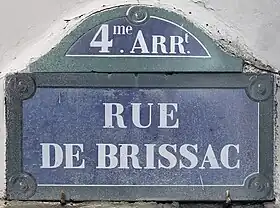 4me. ARRt.
RUE
DE BRISSAC